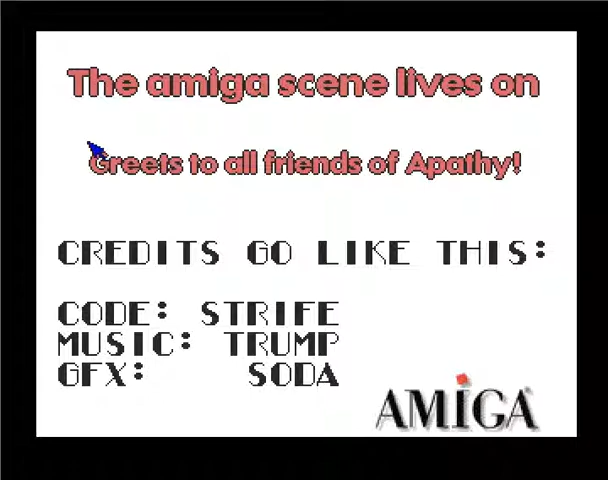 The amiga scene lives on
Greets to all friends of Apathy!
CREDITS GO LIKE THIS:
CODE: STRIFE
MUSIC: TRUMP
GFX: SODA
AMiGA